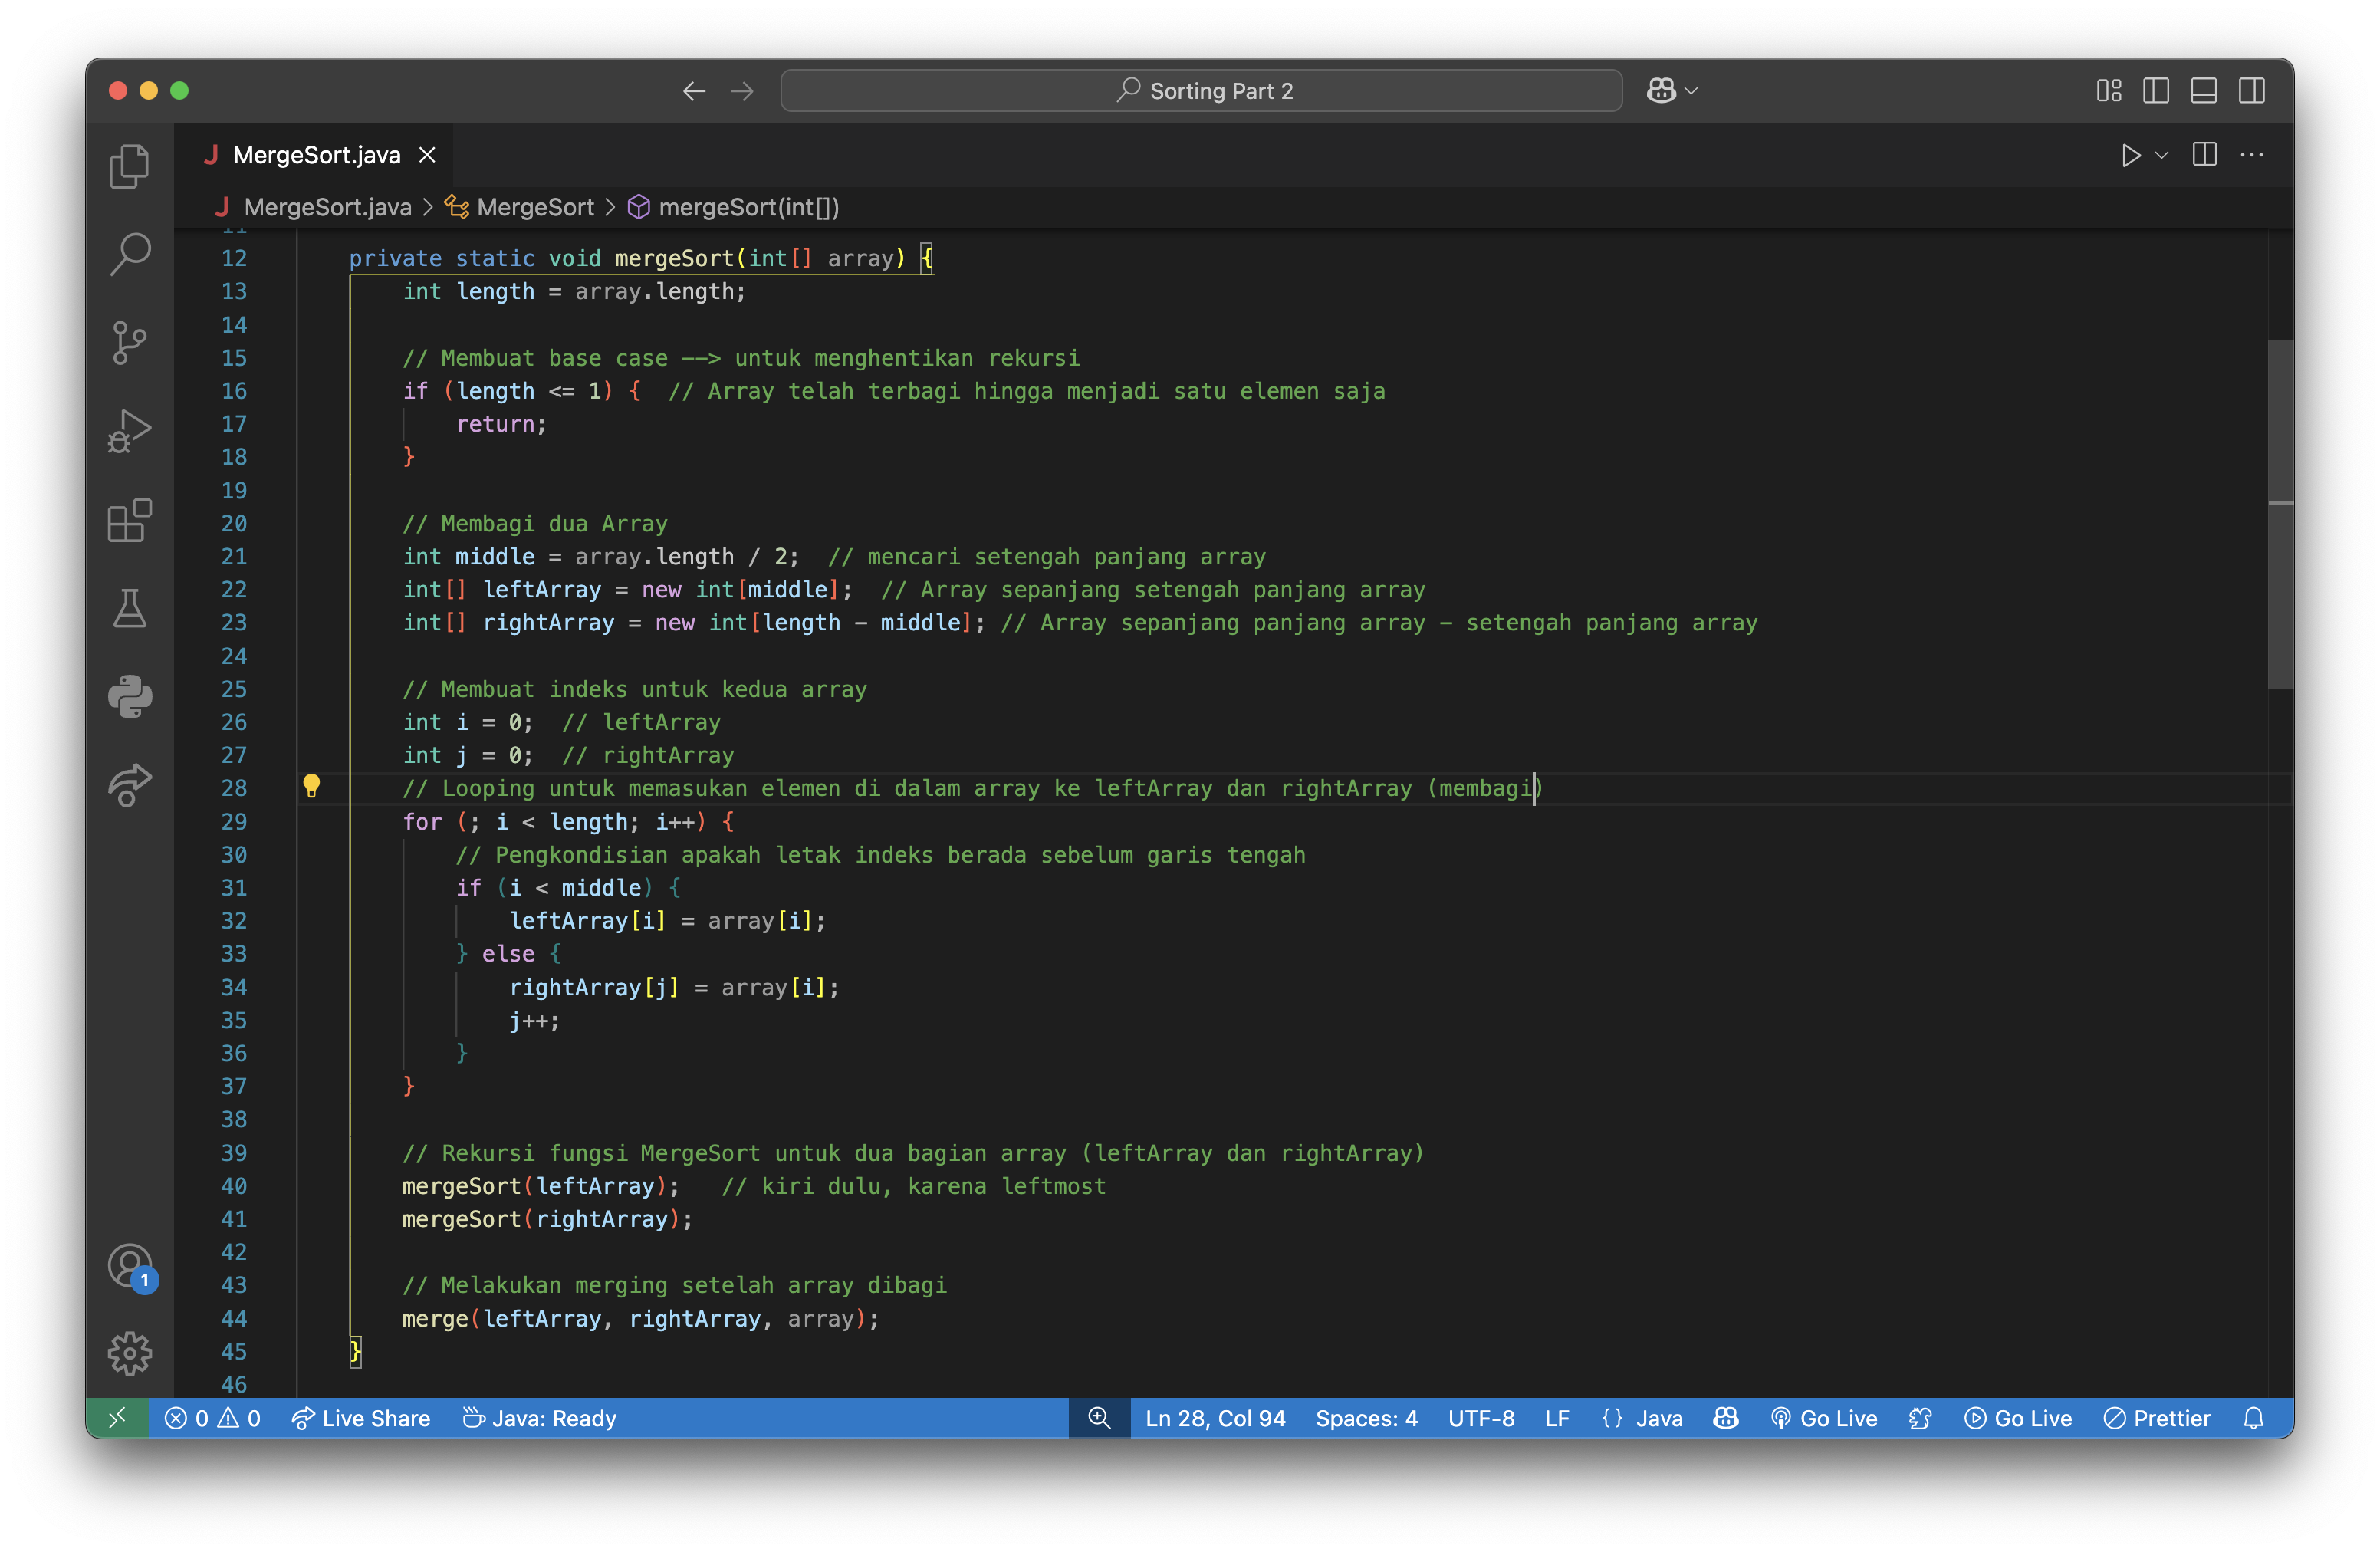 Sorting Part 2
MergeSort.java
MergeSort.java > MergeSort > mergeSort(int[])
11
12 private static void mergeSort(int[] array) {
13 int length = array.length;
14
15 // Membuat base case --> untuk menghentikan rekursi
16 if (length <= 1) { // Array telah terbagi hingga menjadi satu elemen saja
17 return;
18 }
19
20 // Membagi dua Array
21 int middle = array.length / 2; // mencari setengah panjang array
22 int[] leftArray = new int[middle]; // Array sepanjang setengah panjang array
23 int[] rightArray = new int[length - middle]; // Array sepanjang panjang array - setengah panjang array
24
25 // Membuat indeks untuk kedua array
26 int i = 0; // leftArray
27 int j = 0; // rightArray
28 // Looping untuk memasukan elemen di dalam array ke leftArray dan rightArray (membagi)
29 for (; i < length; i++) {
30 // Pengkondisian apakah letak indeks berada sebelum garis tengah
31 if (i < middle) {
32 leftArray[i] = array[i];
33 } else {
34 rightArray[j] = array[i];
35 j++;
36 }
37 }
38
39 // Rekursi fungsi MergeSort untuk dua bagian array (leftArray dan rightArray)
40 mergeSort(leftArray); // kiri dulu, karena leftmost
41 mergeSort(rightArray);
42
43 // Melakukan merging setelah array dibagi
44 merge(leftArray, rightArray, array);
45 }
46
1
0 0 Live Share Java: Ready Ln 28, Col 94 Spaces: 4 UTF-8 LF {} Java Go Live Go Live Prettier